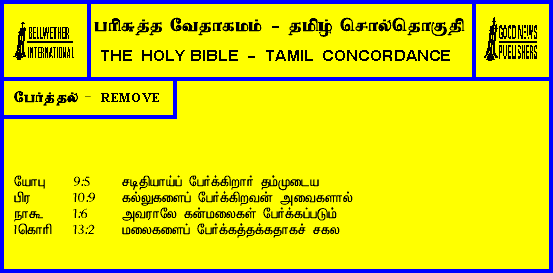 BELLWETHER INTERNATIONAL
பரிசுத்த வேதாகமம் - தமிழ் சொல்தொகுதி
THE HOLY BIBLE - TAMIL CONCORDANCE
GOOD NEWS PUBLISHERS
பேர்த்தல் - REMOVE
யோபு 9:5 சடிதியாய்ப் பேர்க்கிறார் தம்முடைய
பிர 10:9 கல்லுகளைப் பேர்க்கிறவன் அவைகளால்
நாகூ 1:6 அவராலே கன்மலைகள் பேர்க்கப்படும்
1கொரி 13:2 மலைகளைப் பேர்க்கத்தக்கதாகச் சகல